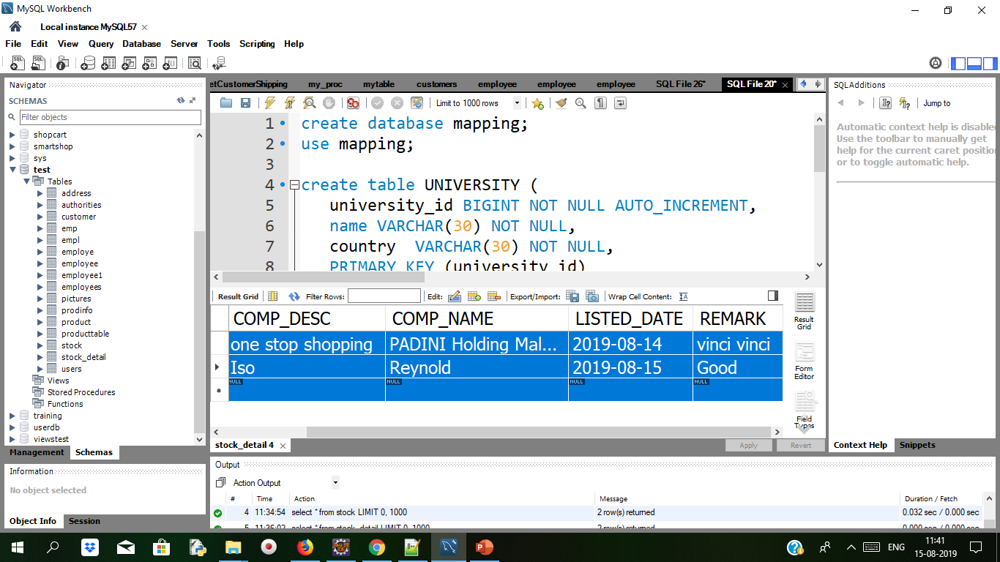 MySQL Workbench
Local instance MySQL57
File Edit View Query Database Server Tools Scripting Help
Navigator
SCHEMAS
Filter objects
shopcart
smartshop
sys
test
Tables
address
authorities
customer
emp
empl
employe
employee
employee1
employees
pictures
prodinfo
product
producttable
stock
stock_detail
users
Views
Stored Procedures
Functions
training
userdb
viewstest
Management Schemas
Information
No object selected
Object Info Session
etCustomerShipping my_proc mytable customers employee employee employee SQL File 26* SQL File 20*
Limit to 1000 rows
1 create database mapping;
2 use mapping;
3
4 create table UNIVERSITY (
5 university_id BIGINT NOT NULL AUTO_INCREMENT,
6 name VARCHAR(30) NOT NULL,
7 country VARCHAR(30) NOT NULL,
8 PRIMARY KEY (university_id)
Result Grid Filter Rows: Edit: Export/Import: Wrap Cell Content: IA
COMP_DESC COMP_NAME LISTED_DATE REMARK
one stop shopping PADINI Holding Mal... 2019-08-14 vinci vinci
Iso Reynold 2019-08-15 Good
NULL NULL NULL NULL
Result
Grid
Form
Editor
Field
Types
stock_detail 4
Apply Revert
Output
Action Output
# Time Action Message Duration / Fetch
4 11:34:54 select * from stock LIMIT 0, 1000 2 row(s) returned 0.032 sec / 0.000 sec
5 11:36:02 select * from stock_detail LIMIT 0, 1000 2 row(s) returned 0.000 sec / 0.000 sec
SQLAdditions
Jump to
Automatic context help is disable
Use the toolbar to manually get
help for the current caret position
or to toggle automatic help.
Context Help Snippets
ENG
11:41
15-08-2019